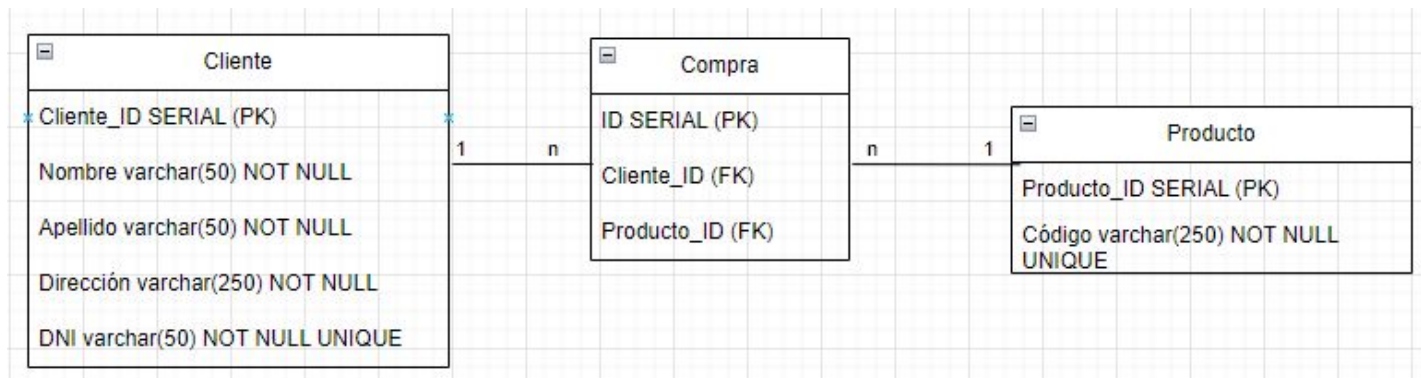 Cliente
Cliente_ID SERIAL (PK)
Nombre varchar(50) NOT NULL
Apellido varchar(50) NOT NULL
Dirección varchar(250) NOT NULL
DNI varchar(50) NOT NULL UNIQUE
1
n
Compra
ID SERIAL (PK)
Cliente_ID (FK)
Producto_ID (FK)
n
1
Producto
Producto_ID SERIAL (PK)
Código varchar(250) NOT NULL
UNIQUE